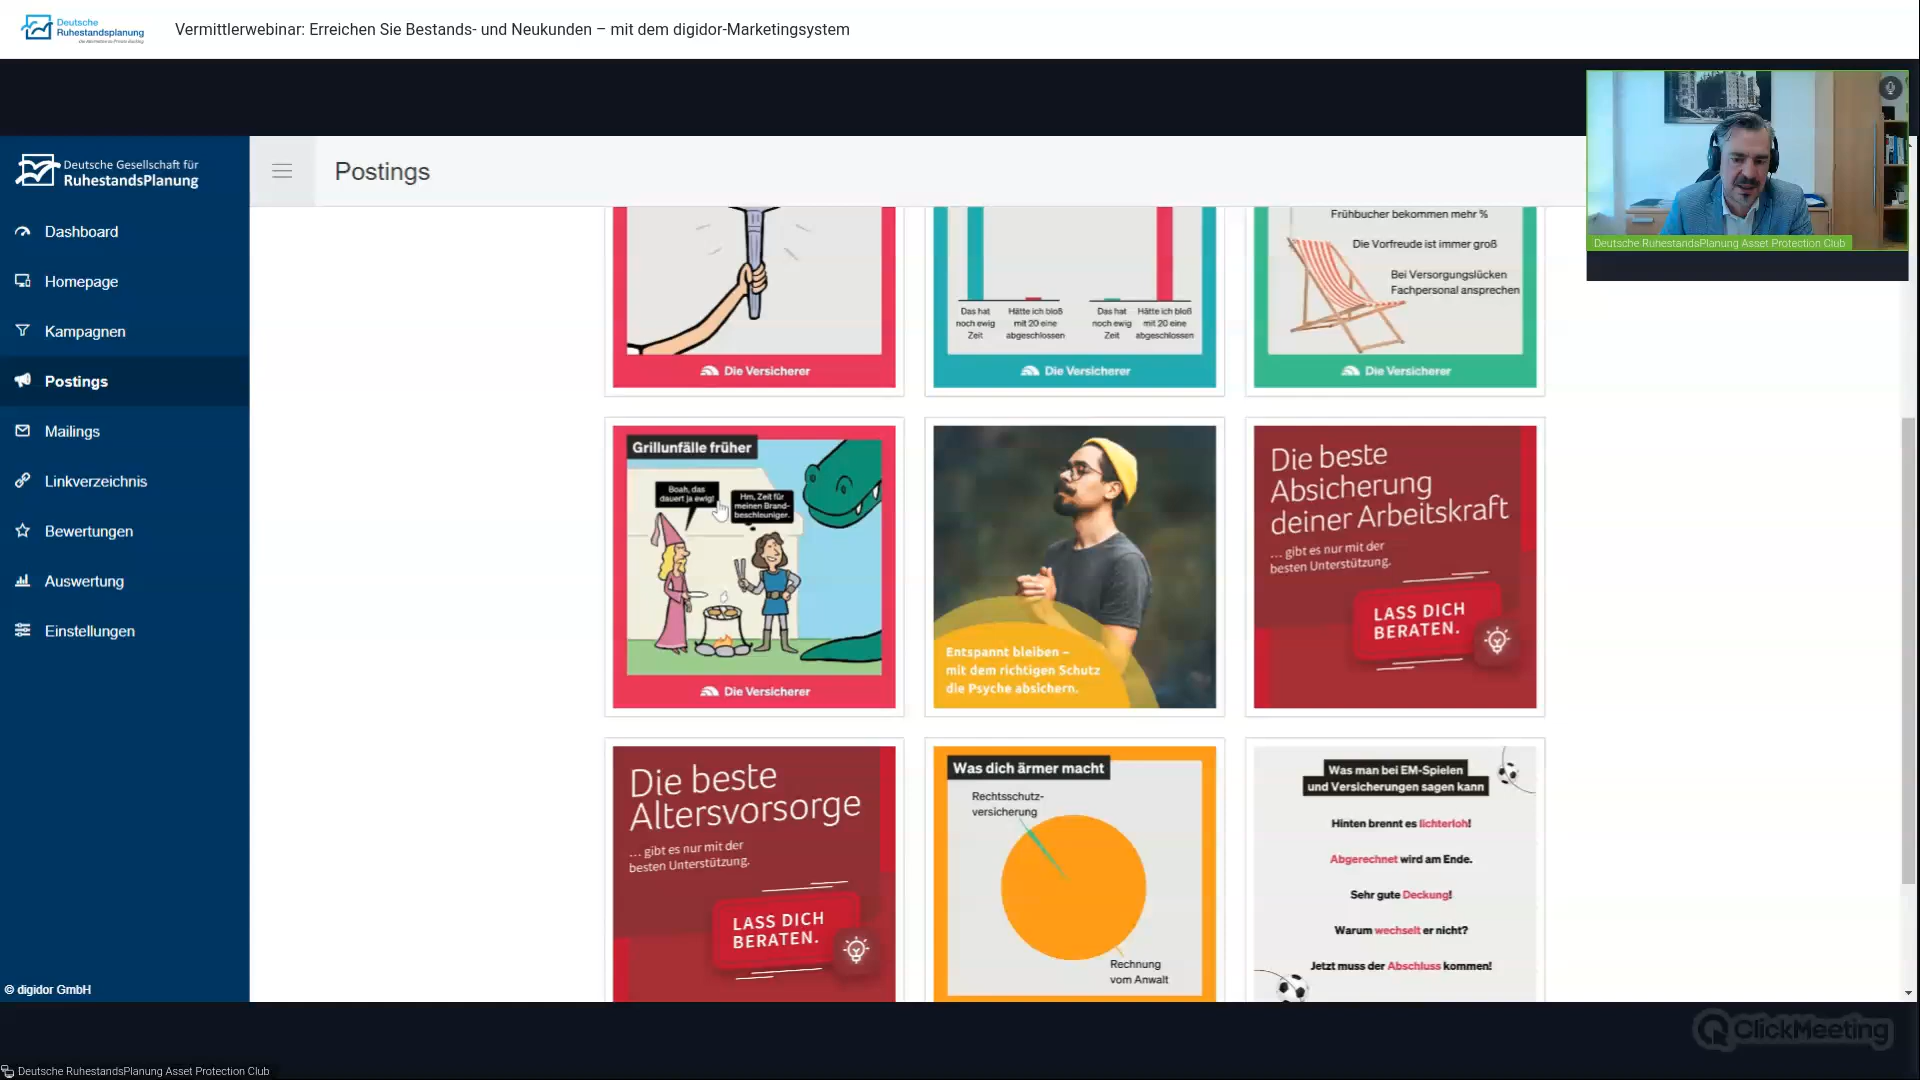 Deutsche
Ruhestandsplanung
Vermittlerwebinar: Erreichen Sie Bestands- und Neukunden – mit dem digidor-Marketingsystem
Deutsche RuhestandsPlanung Asset Protection Club
Deutsche Gesellschaft für
RuhestandsPlanung
Postings
Dashboard
Homepage
Kampagnen
Postings
Mailings
Linkverzeichnis
Bewertungen
Auswertung
Einstellungen
© digidor GmbH
Die Versicherer
Das hat
noch ewig
Zeit
Hätte ich bloß
mit 20 eine
abgeschlossen
Das hat
noch ewig
Zeit
Hätte ich bloß
mit 20 eine
abgeschlossen
Die Versicherer
Frühbucher bekommen mehr %
Die Vorfreude ist immer groß
Bei Versorgungslücken
Fachpersonal ansprechen
Die Versicherer
Grillunfälle früher
Boah, das
dauert ja ewig!
Hm, Zeit für
meinen Brand-
beschleuniger.
Die Versicherer
Entspannt bleiben –
mit dem richtigen Schutz
die Psyche absichern.
Die beste
Absicherung
deiner Arbeitskraft
... gibt es nur mit der
besten Unterstützung.
LASS DICH
BERATEN.
Die beste
Altersvorsorge
... gibt es nur mit der
besten Unterstützung.
LASS DICH
BERATEN.
Was dich ärmer macht
Rechtsschutz-
versicherung
Rechnung
vom Anwalt
Was man bei EM-Spielen
und Versicherungen sagen kann
Hinten brennt es lichterloh!
Abgerechnet wird am Ende.
Sehr gute Deckung!
Warum wechselt er nicht?
Jetzt muss der Abschluss kommen!
ClickMeeting
Deutsche RuhestandsPlanung Asset Protection Club